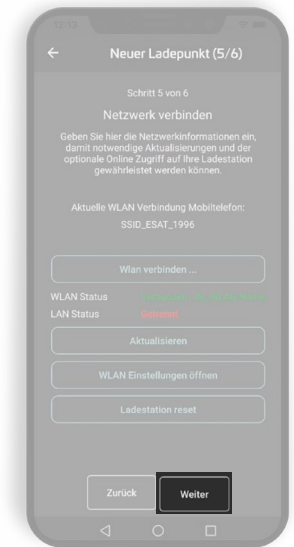 12:13
Neuer Ladepunkt (5/6)
Schritt 5 von 6
Netzwerk verbinden
Geben Sie hier die Netzwerkinformationen ein,
damit notwendige Aktualisierungen und der
optionale Online Zugriff auf Ihre Ladestation
gewährleistet werden können.
Aktuelle WLAN Verbindung Mobiltelefon:
SSID_ESAT_1996
Wlan verbinden ...
WLAN Status
LAN Status Getrennt
Aktualisieren
WLAN Einstellungen öffnen
Ladestation reset
Zurück Weiter